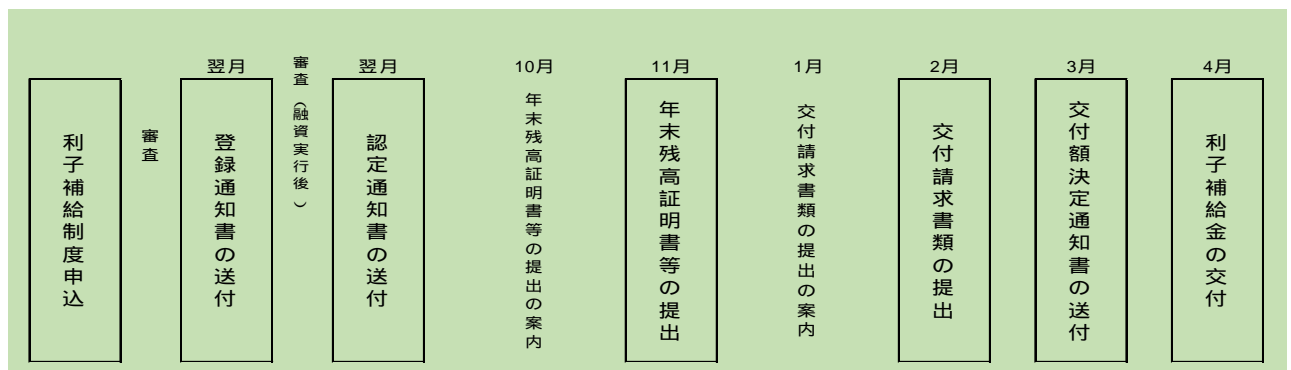 利子補給制度申込
審査
翌月
登録通知書の送付
審査（融資実行後）
翌月
認定通知書の送付
10月
年末残高証明書等の提出の案内
11月
年末残高証明書等の提出
1月
交付請求書類の提出の案内
2月
交付請求書類の提出
3月
交付額決定通知書の送付
4月
利子補給金の交付